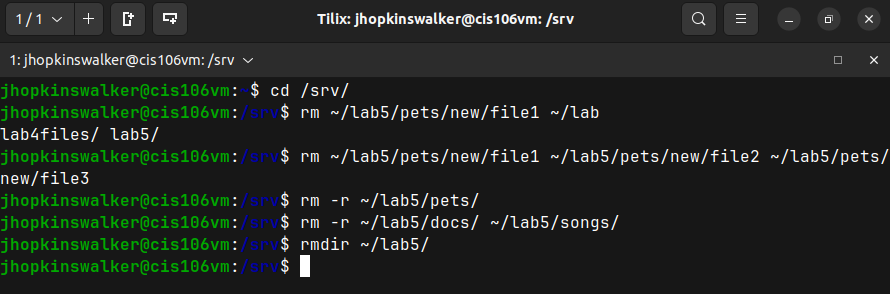 1 / 1
Tilix: jhopkinswalker@cis106vm: /srv
1: jhopkinswalker@cis106vm: /srv
jhopkinswalker@cis106vm:~$ cd /srv/
jhopkinswalker@cis106vm:/srv$ rm ~/lab5/pets/new/file1 ~/lab
lab4files/ lab5/
jhopkinswalker@cis106vm:/srv$ rm ~/lab5/pets/new/file1 ~/lab5/pets/new/file2 ~/lab5/pets/
new/file3
jhopkinswalker@cis106vm:/srv$ rm -r ~/lab5/pets/
jhopkinswalker@cis106vm:/srv$ rm -r ~/lab5/docs/ ~/lab5/songs/
jhopkinswalker@cis106vm:/srv$ rmdir ~/lab5/
jhopkinswalker@cis106vm:/srv$